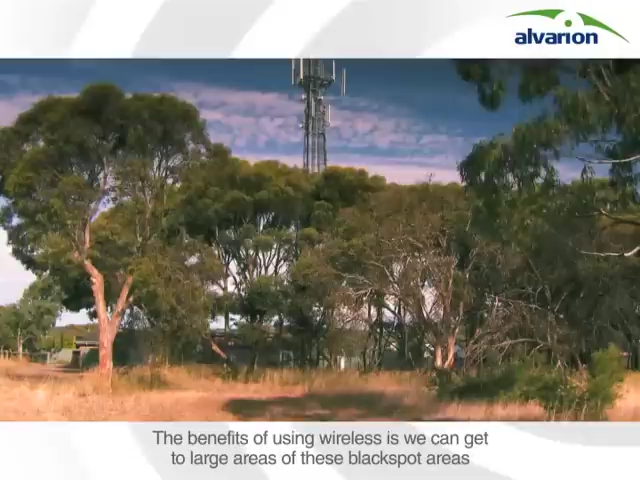 alvarion
The benefits of using wireless is we can get
to large areas of these blackspot areas